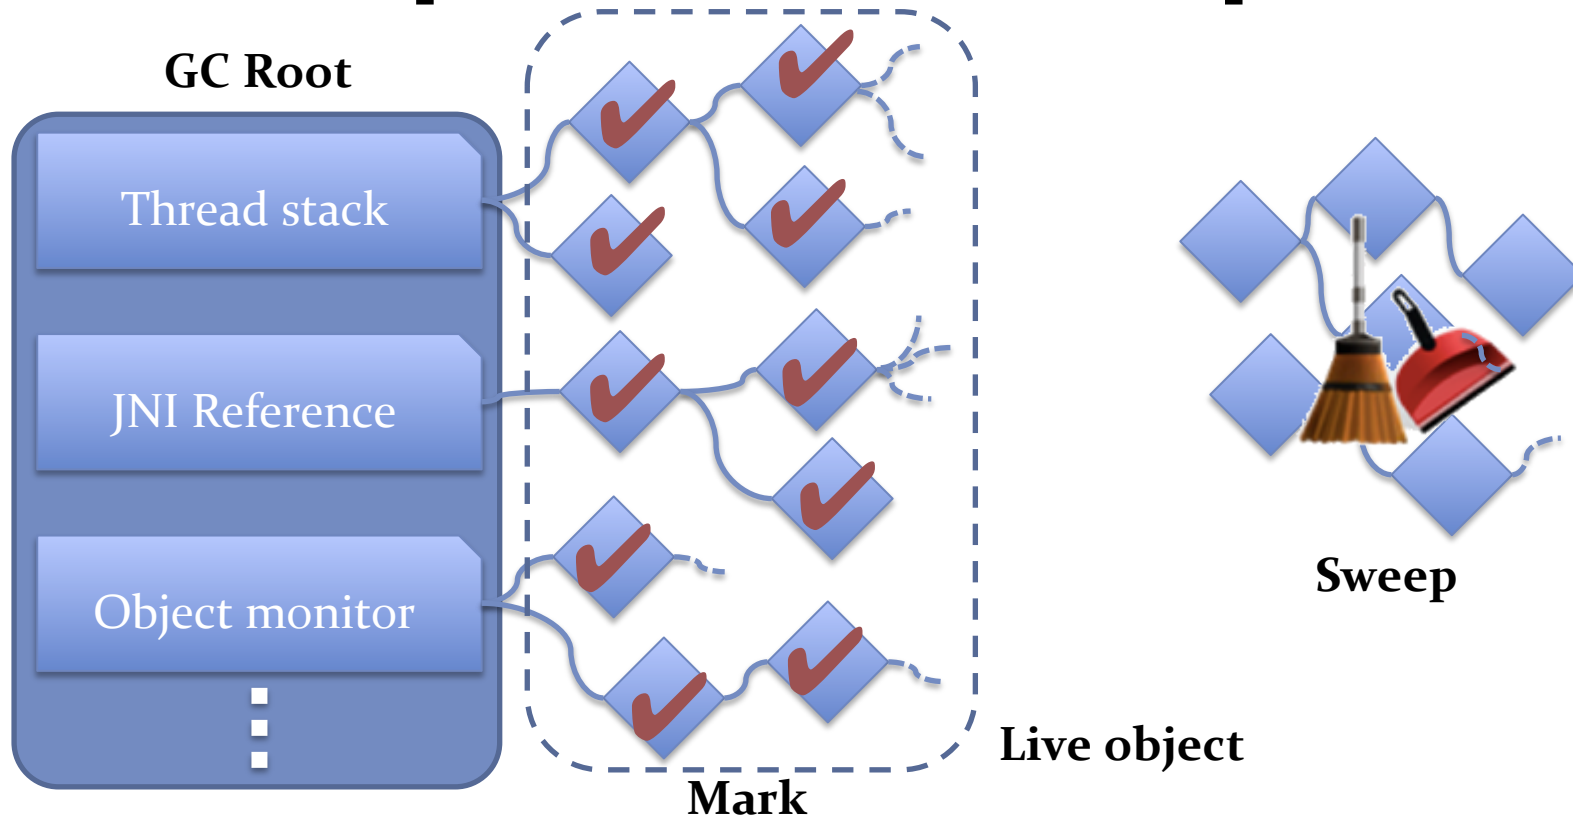 GC Root
Thread stack
JNI Reference
Object monitor
Mark
Live object
Sweep